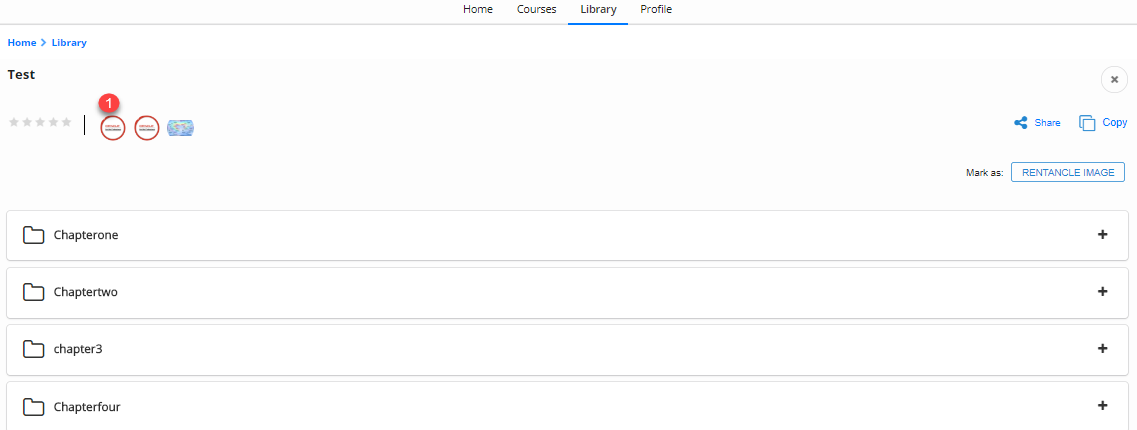 Home Courses Library Profile
Home > Library
Test
1
Share Copy
Mark as: RENTANCLE IMAGE
Chapterone
Chaptertwo
chapter3
Chapterfour